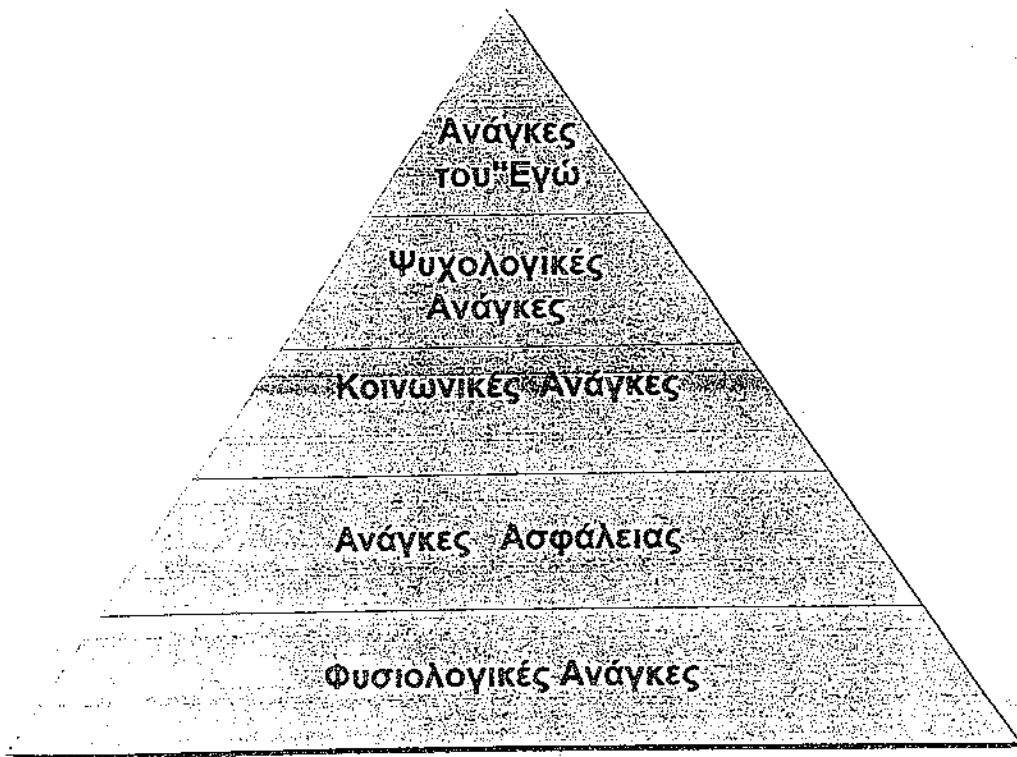 Ανάγκες
του "Εγώ
Ψυχολογικές
Ανάγκες
Κοινωνικές Ανάγκες
Ανάγκες Ασφάλειας
Φυσιολογικές Ανάγκες